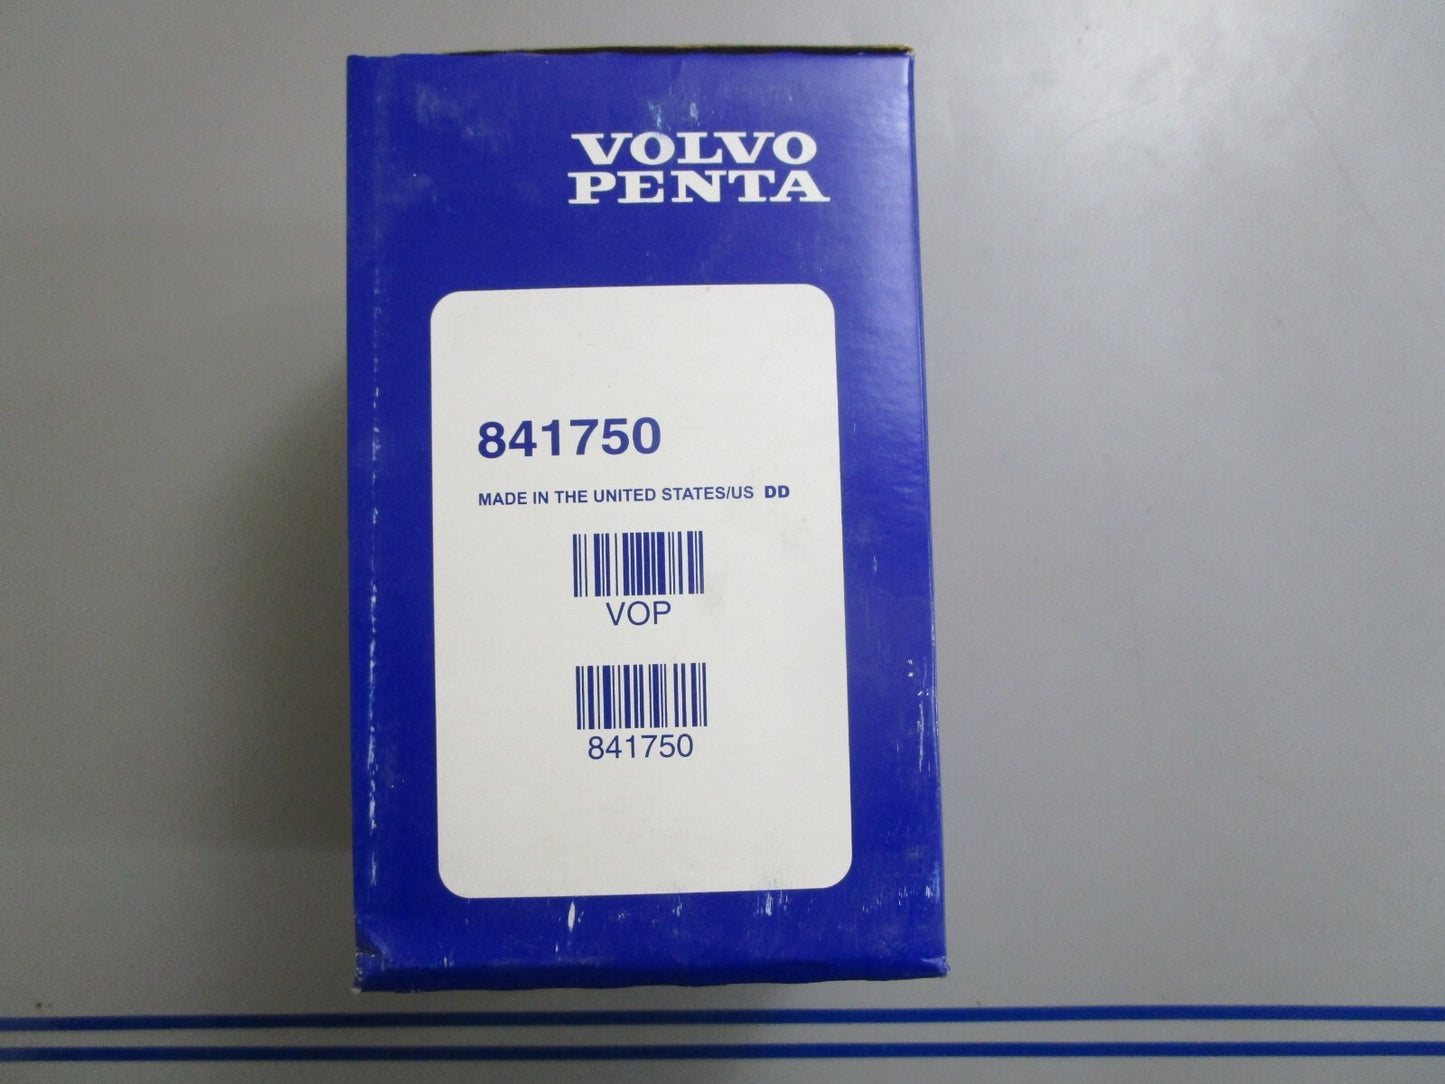 VOLVO
PENTA
841750
MADE IN THE UNITED STATES/US DD
VOP
841750